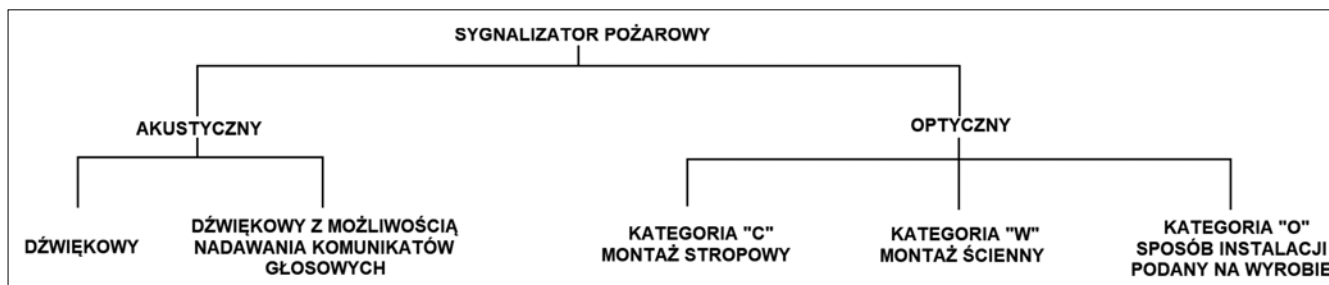 SYGNALIZATOR POŻAROWY
AKUSTYCZNY
OPTYCZNY
DŹWIĘKOWY
DŹWIĘKOWY Z MOŻLIWOŚCIĄ
NADAWANIA KOMUNIKATÓW
GŁOSOWYCH
KATEGORIA "C"
MONTAŻ STROPOWY
KATEGORIA "W"
MONTAŻ ŚCIENNY
KATEGORIA "O"
SPOSÓB INSTALACJI
PODANY NA WYROBIE